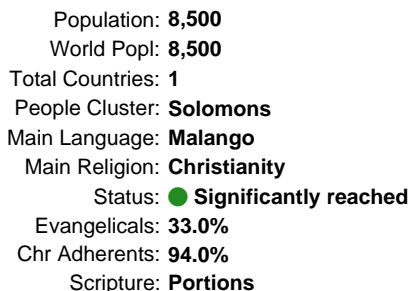 Population: 8,500
World Popl: 8,500
Total Countries: 1
People Cluster: Solomons
Main Language: Malango
Main Religion: Christianity
Status: Significantly reached
Evangelicals: 33.0%
Chr Adherents: 94.0%
Scripture: Portions